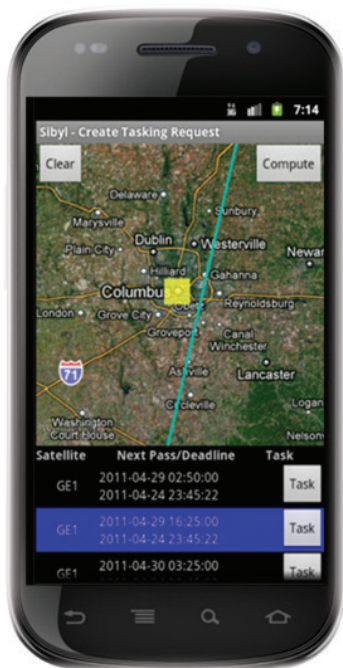 3G 7:14
Sibyl - Create Tasking Request
Clear
Compute
Delaware
Sunbury
Marysville
Plain City
Dublin
Westerville
Newar
Hilliard
Gahanna
Columbu
Reynoldsburg
London
Grove City
Groveport
Canal
Winchester
71
Lancaster
Circleville
Logan
Washington
Court House
Nelson
Satellite Next Pass/Deadline Task
GE1 2011-04-29 02:50:00
2011-04-24 23:45:22
Task
GE1 2011-04-29 16:25:00
2011-04-24 23:45:22
Task
GE1 2011-04-30 03:25:00
Task